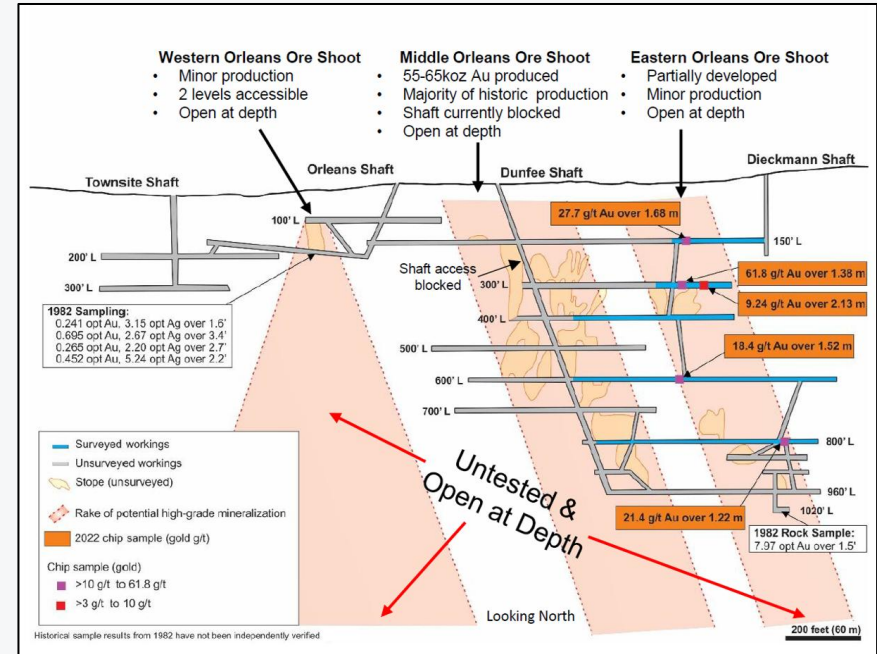 Western Orleans Ore Shoot
• Minor production
• 2 levels accessible
• Open at depth
Middle Orleans Ore Shoot
• 55-65koz Au produced
• Majority of historic production
• Shaft currently blocked
• Open at depth
Eastern Orleans Ore Shoot
• Partially developed
• Minor production
• Open at depth
Townsite Shaft
Orleans Shaft
Dunfee Shaft
Dieckmann Shaft
100' L
200' L
300' L
27.7 g/t Au over 1.68 m
150' L
Shaft access
blocked
300' L
61.8 g/t Au over 1.38 m
9.24 g/t Au over 2.13 m
400' L
18.4 g/t Au over 1.52 m
500' L
600' L
700' L
800' L
960' L
1020' L
21.4 g/t Au over 1.22 m
1982 Rock Sample:
7.97 opt Au over 1.5'
1982 Sampling:
0.241 opt Au, 3.15 opt Ag over 1.6'
0.695 opt Au, 2.67 opt Ag over 3.4'
0.265 opt Au, 2.20 opt Ag over 2.7'
0.452 opt Au, 5.24 opt Ag over 2.2'
Untested &
Open at Depth
Surveyed workings
Unsurveyed workings
Stope (unsurveyed)
Rake of potential high-grade mineralization
2022 chip sample (gold g/t)
Chip sample (gold)
>10 g/t to 61.8 g/t
>3 g/t to 10 g/t
Looking North
200 feet (60 m)
Historical sample results from 1982 have not been independently verified